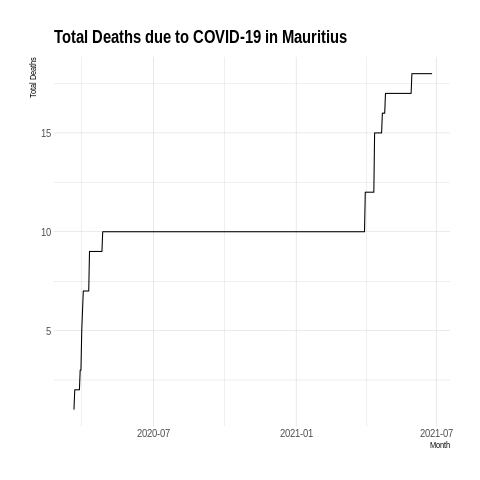 Total Deaths due to COVID-19 in Mauritius
Total Deaths
15
10
5
2020-07
2021-01
2021-07
Month